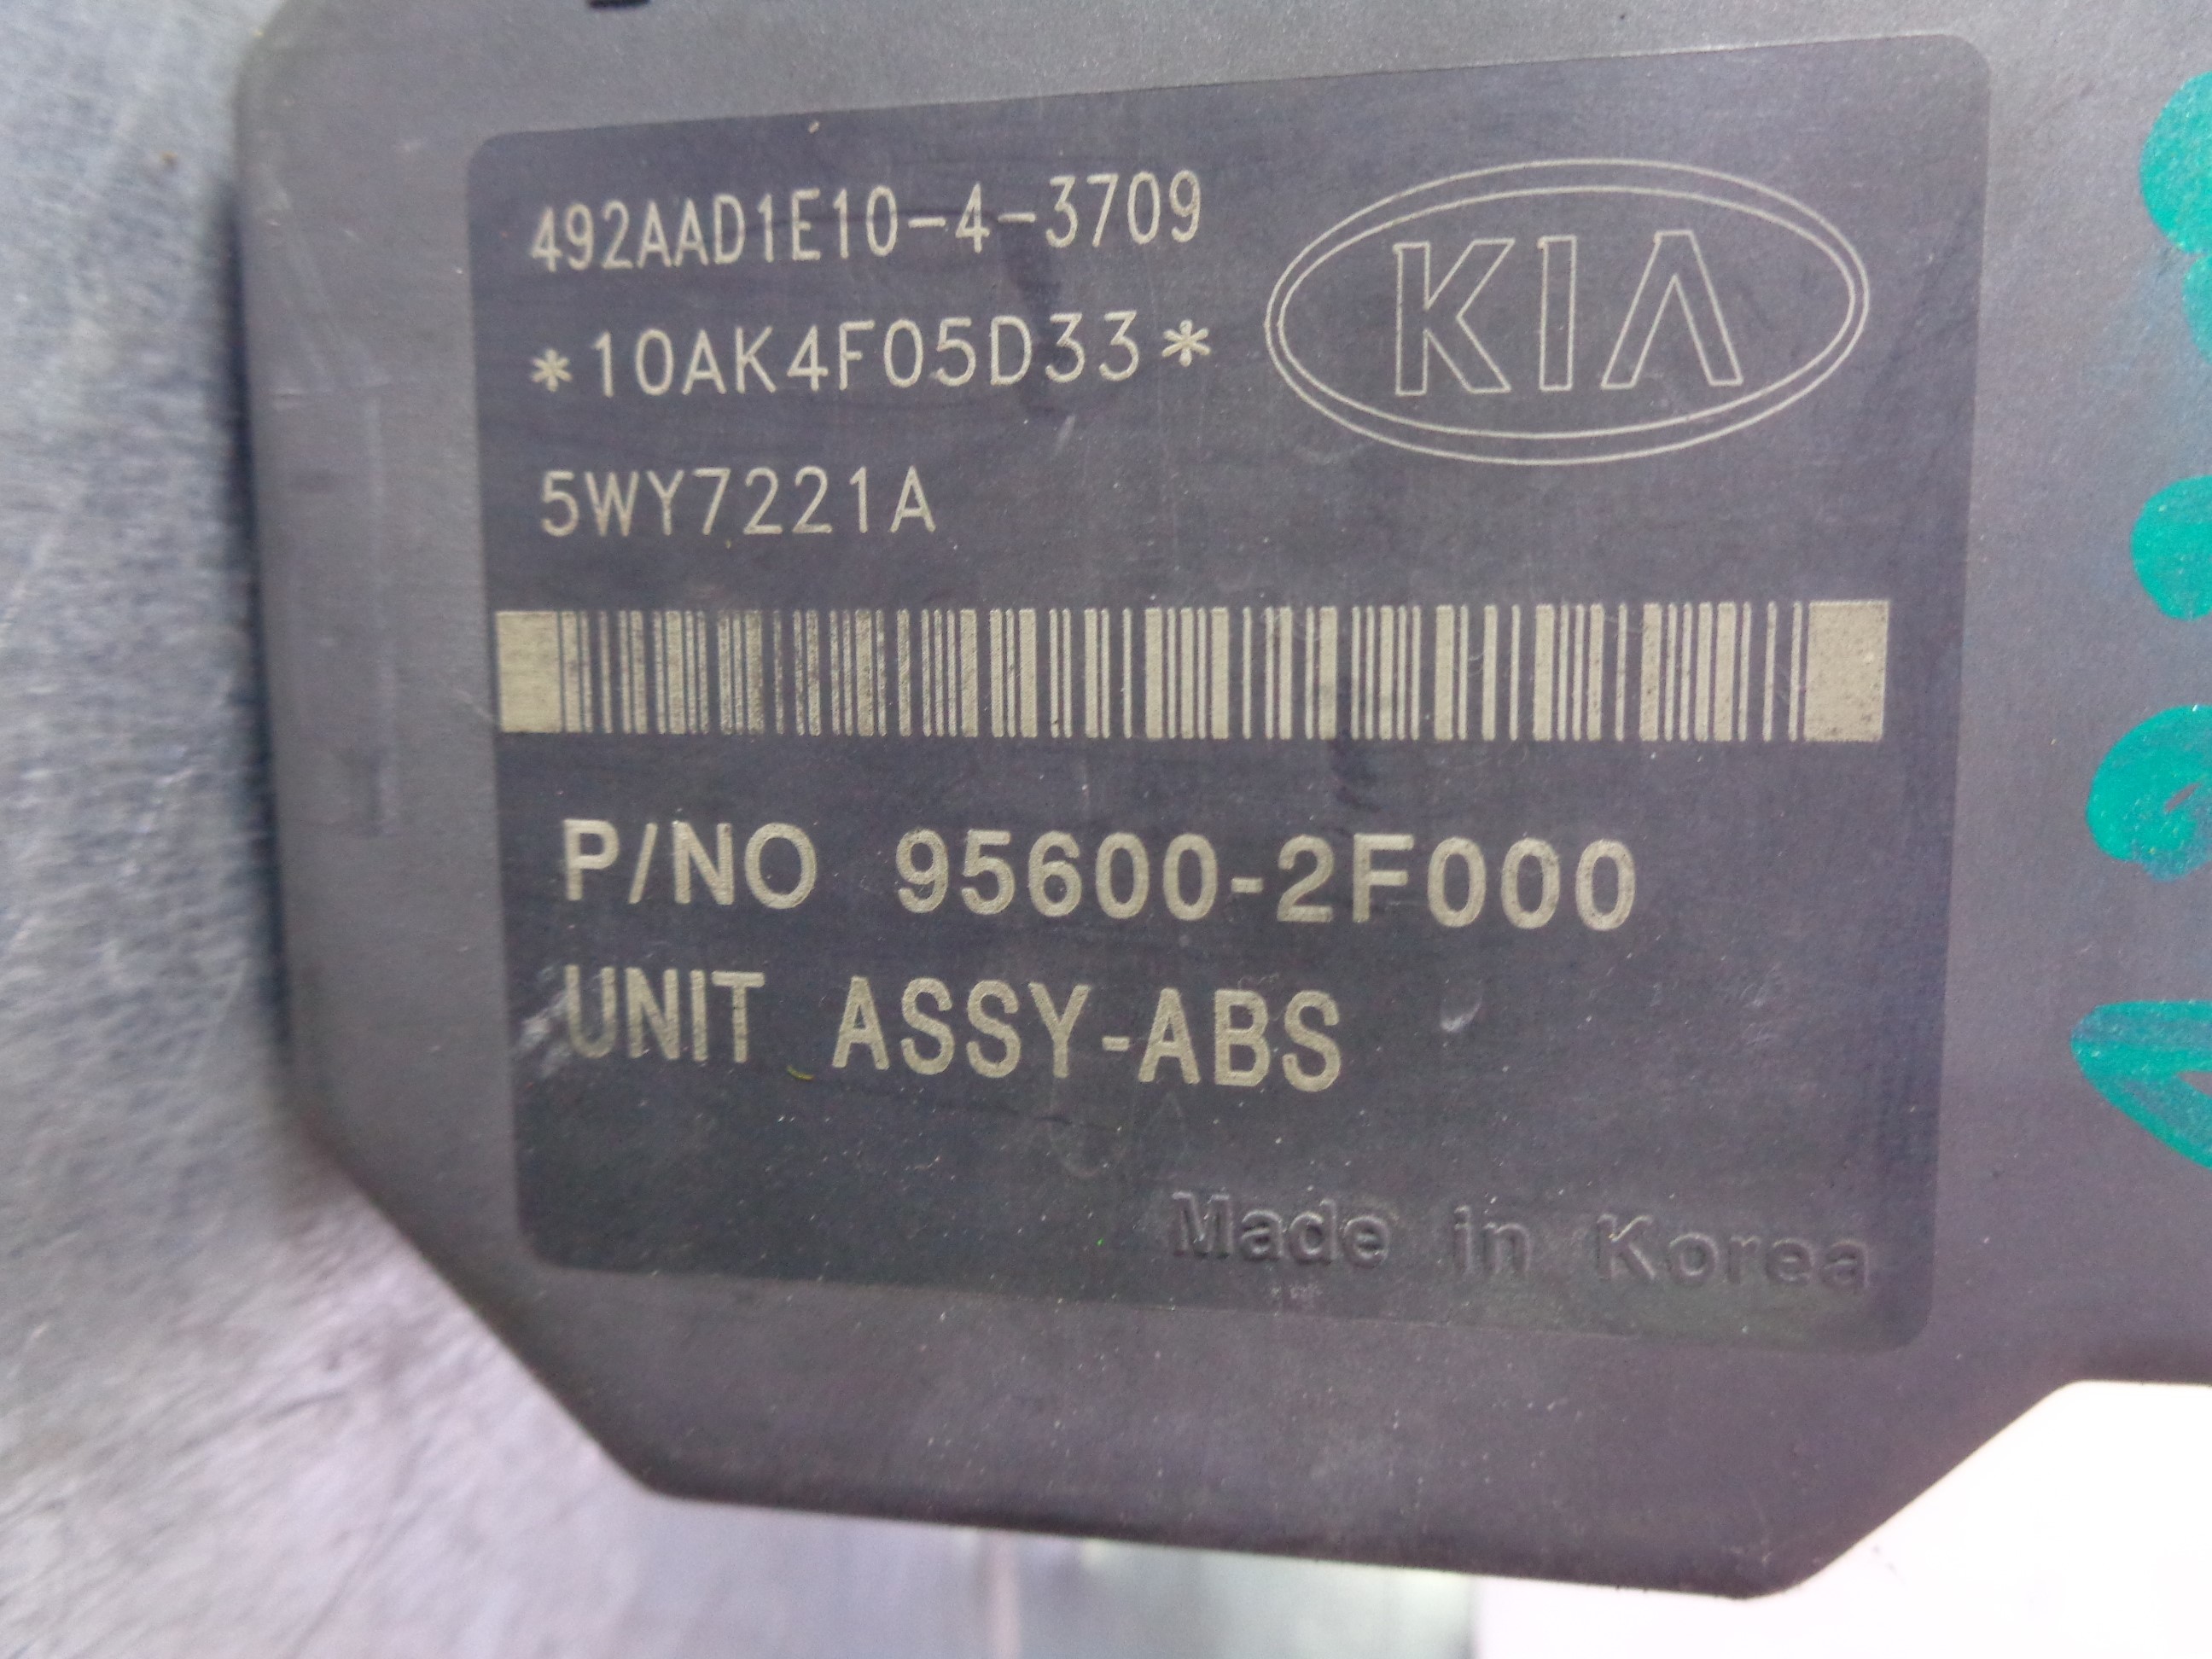 492AAD1E10-4-3709
KIA
*10AK4F05D33*
5WY7221A
P/NO 95600-2F000
UNIT ASSY-ABS
Made in Korea